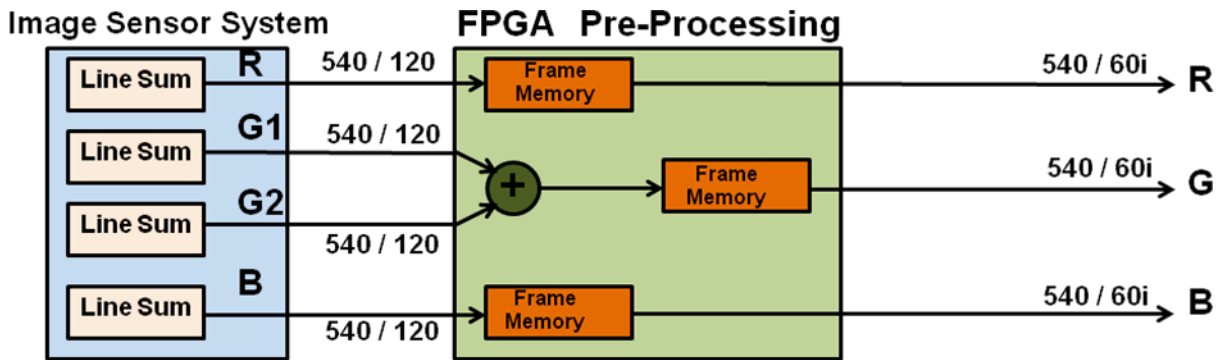 Image Sensor System
FPGA Pre-Processing
Line Sum
R
540 / 120
Frame
Memory
540 / 60i
R
Line Sum
G1
540 / 120
+
Frame
Memory
540 / 60i
G
Line Sum
G2
540 / 120
Line Sum
B
540 / 120
Frame
Memory
540 / 60i
B